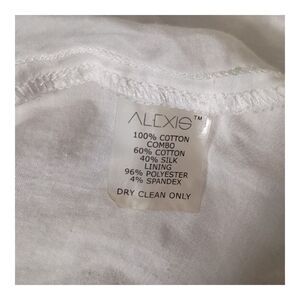 ALEXIS™
100% COTTON
COMBO
60% COTTON
40% SILK
LINING
96% POLYESTER
4% SPANDEX
DRY CLEAN ONLY